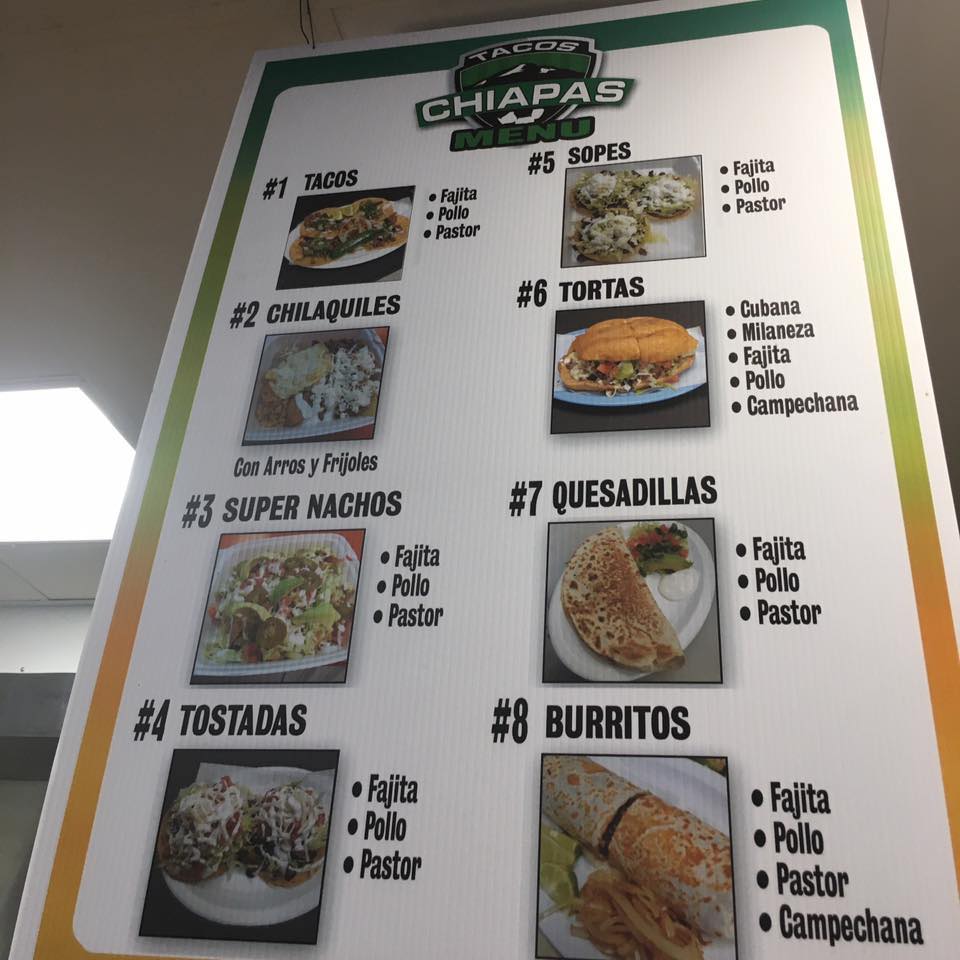 TACOS
CHIAPAS
MENU
#1 TACOS
• Fajita
• Pollo
• Pastor
#2 CHILAQUILES
Con Arros y Frijoles
#3 SUPER NACHOS
• Fajita
• Pollo
• Pastor
#4 TOSTADAS
• Fajita
• Pollo
• Pastor
#5 SOPES
• Fajita
• Pollo
• Pastor
#6 TORTAS
• Cubana
• Milaneza
• Fajita
• Pollo
• Campechana
#7 QUESADILLAS
• Fajita
• Pollo
• Pastor
#8 BURRITOS
• Fajita
• Pollo
• Pastor
• Campechana